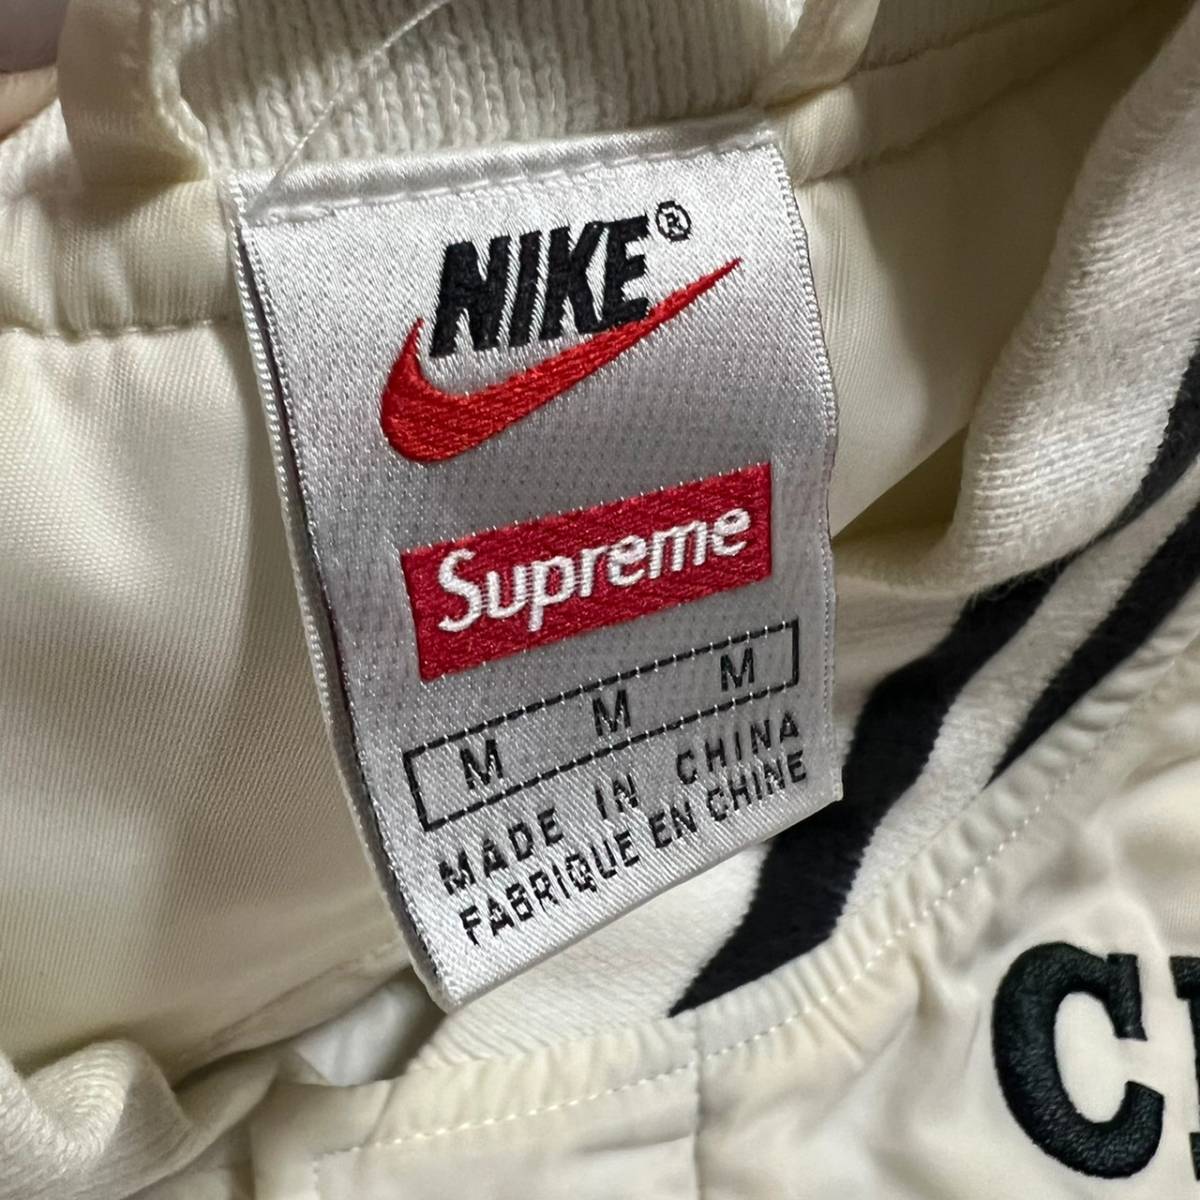 NIKE®
Supreme
M M M
MADE IN CHINA
FABRIQUE EN CHINE
C